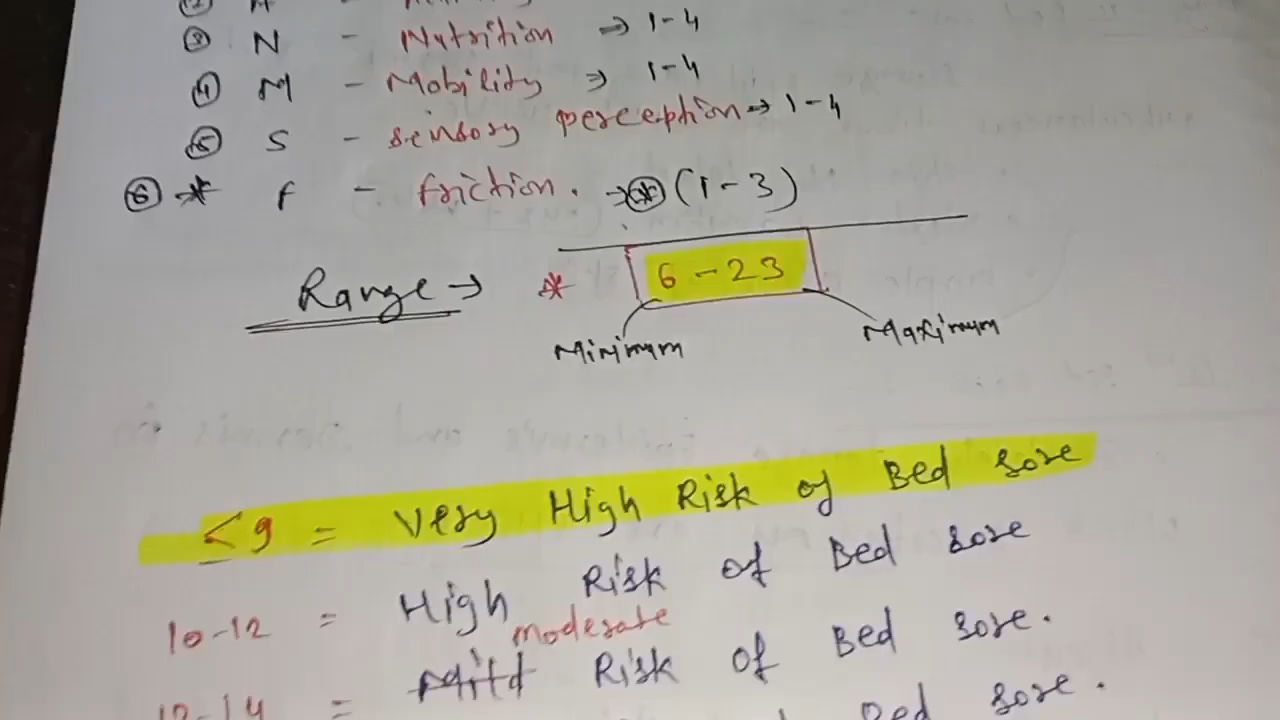 ③ N - Nutrition → 1-4
④ M - Mobility → 1-4
⑤ S - sensory perception → 1-4
⑥ * F - friction. → * (1-3)
Range → * 6-23
Minimum Maximum
< 9 = Very High Risk of Bed sore
10-12 = High Risk of Bed sore
moderate
= Mild Risk of Bed sore.
Bed sore.